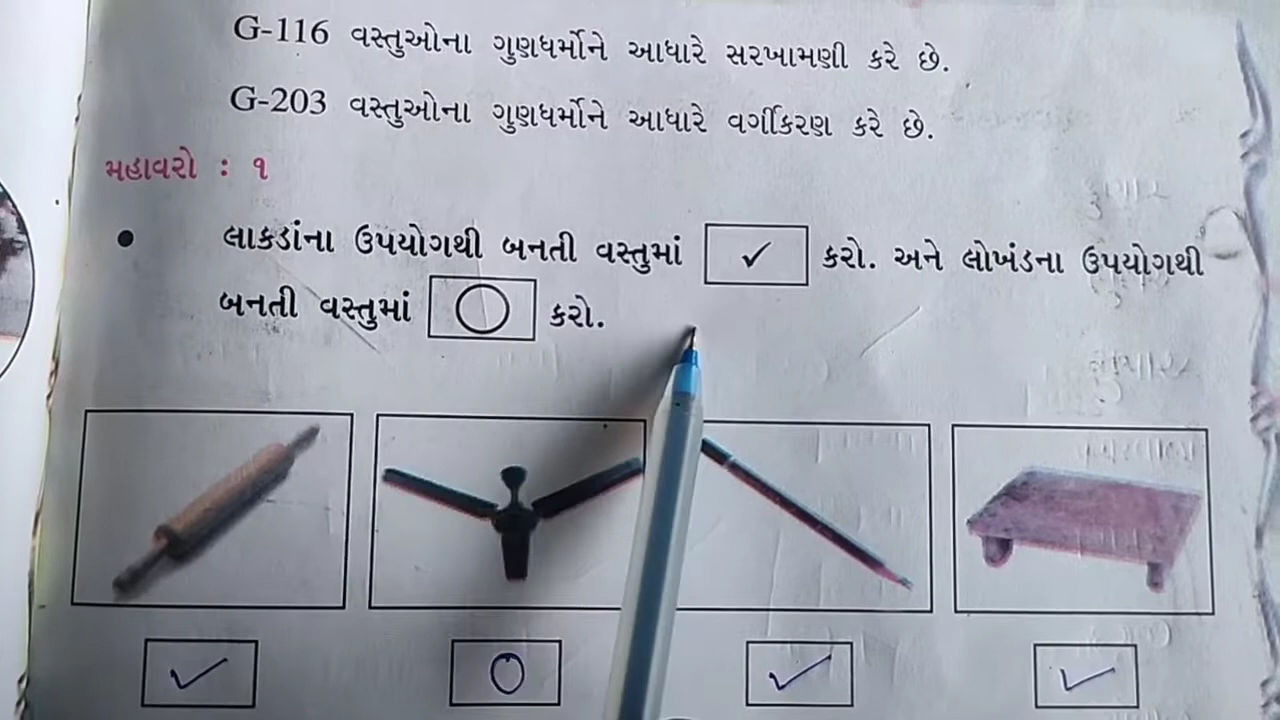 G-116 વસ્તુઓના ગુણધર્મોને આધારે સરખામણી કરે છે.
G-203 વસ્તુઓના ગુણધર્મોને આધારે વર્ગીકરણ કરે છે.
મહાવરો : ૧
• લાકડાંના ઉપયોગથી બનતી વસ્તુમાં ✓ કરો. અને લોખંડના ઉપયોગથી
બનતી વસ્તુમાં ◯ કરો.
✓ O ✓ ✓